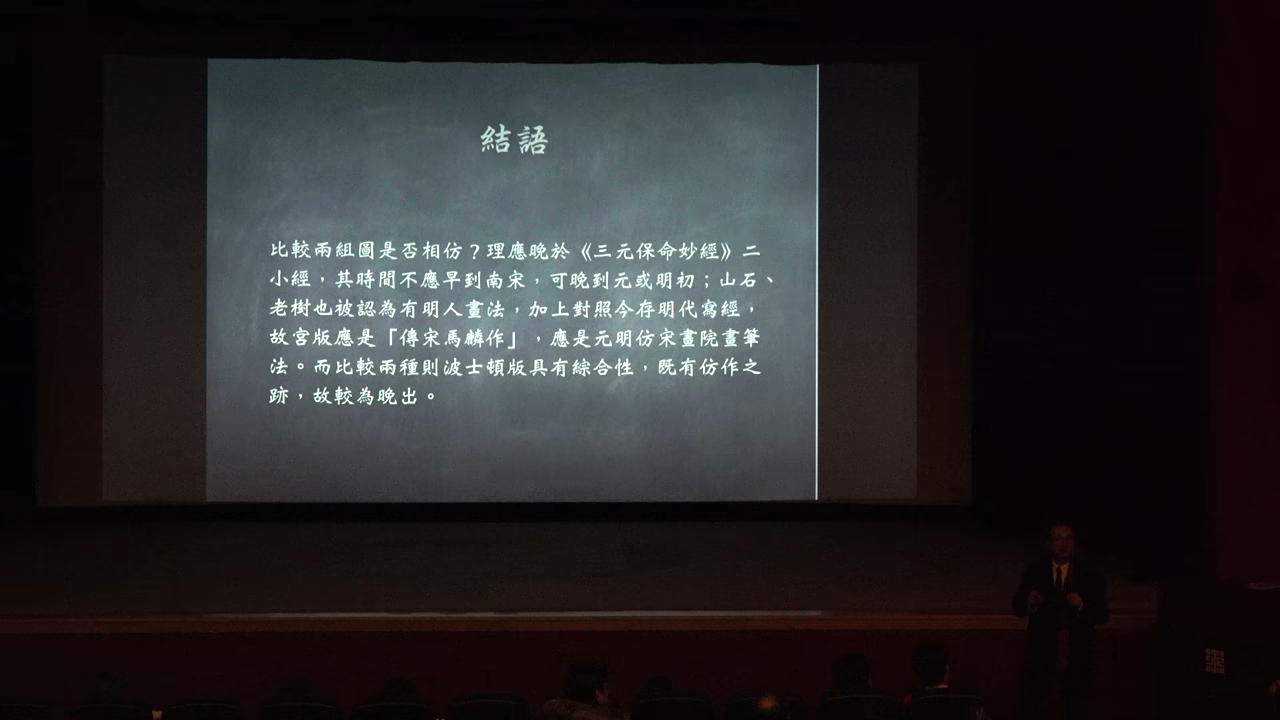 結語
比較兩組圖是否相仿？理應晚於《三元保命妙經》二
小經，其時間不應早到南宋，可晚到元或明初；山石、
老樹也被認為有明人畫法，加上對照今存明代寫經，
故宮版應是「傳宋馬麟作」，應是元明仿宋畫院畫筆
法。而比較兩種則波士頓版具有綜合性，既有仿作之
跡，故較為晚出。